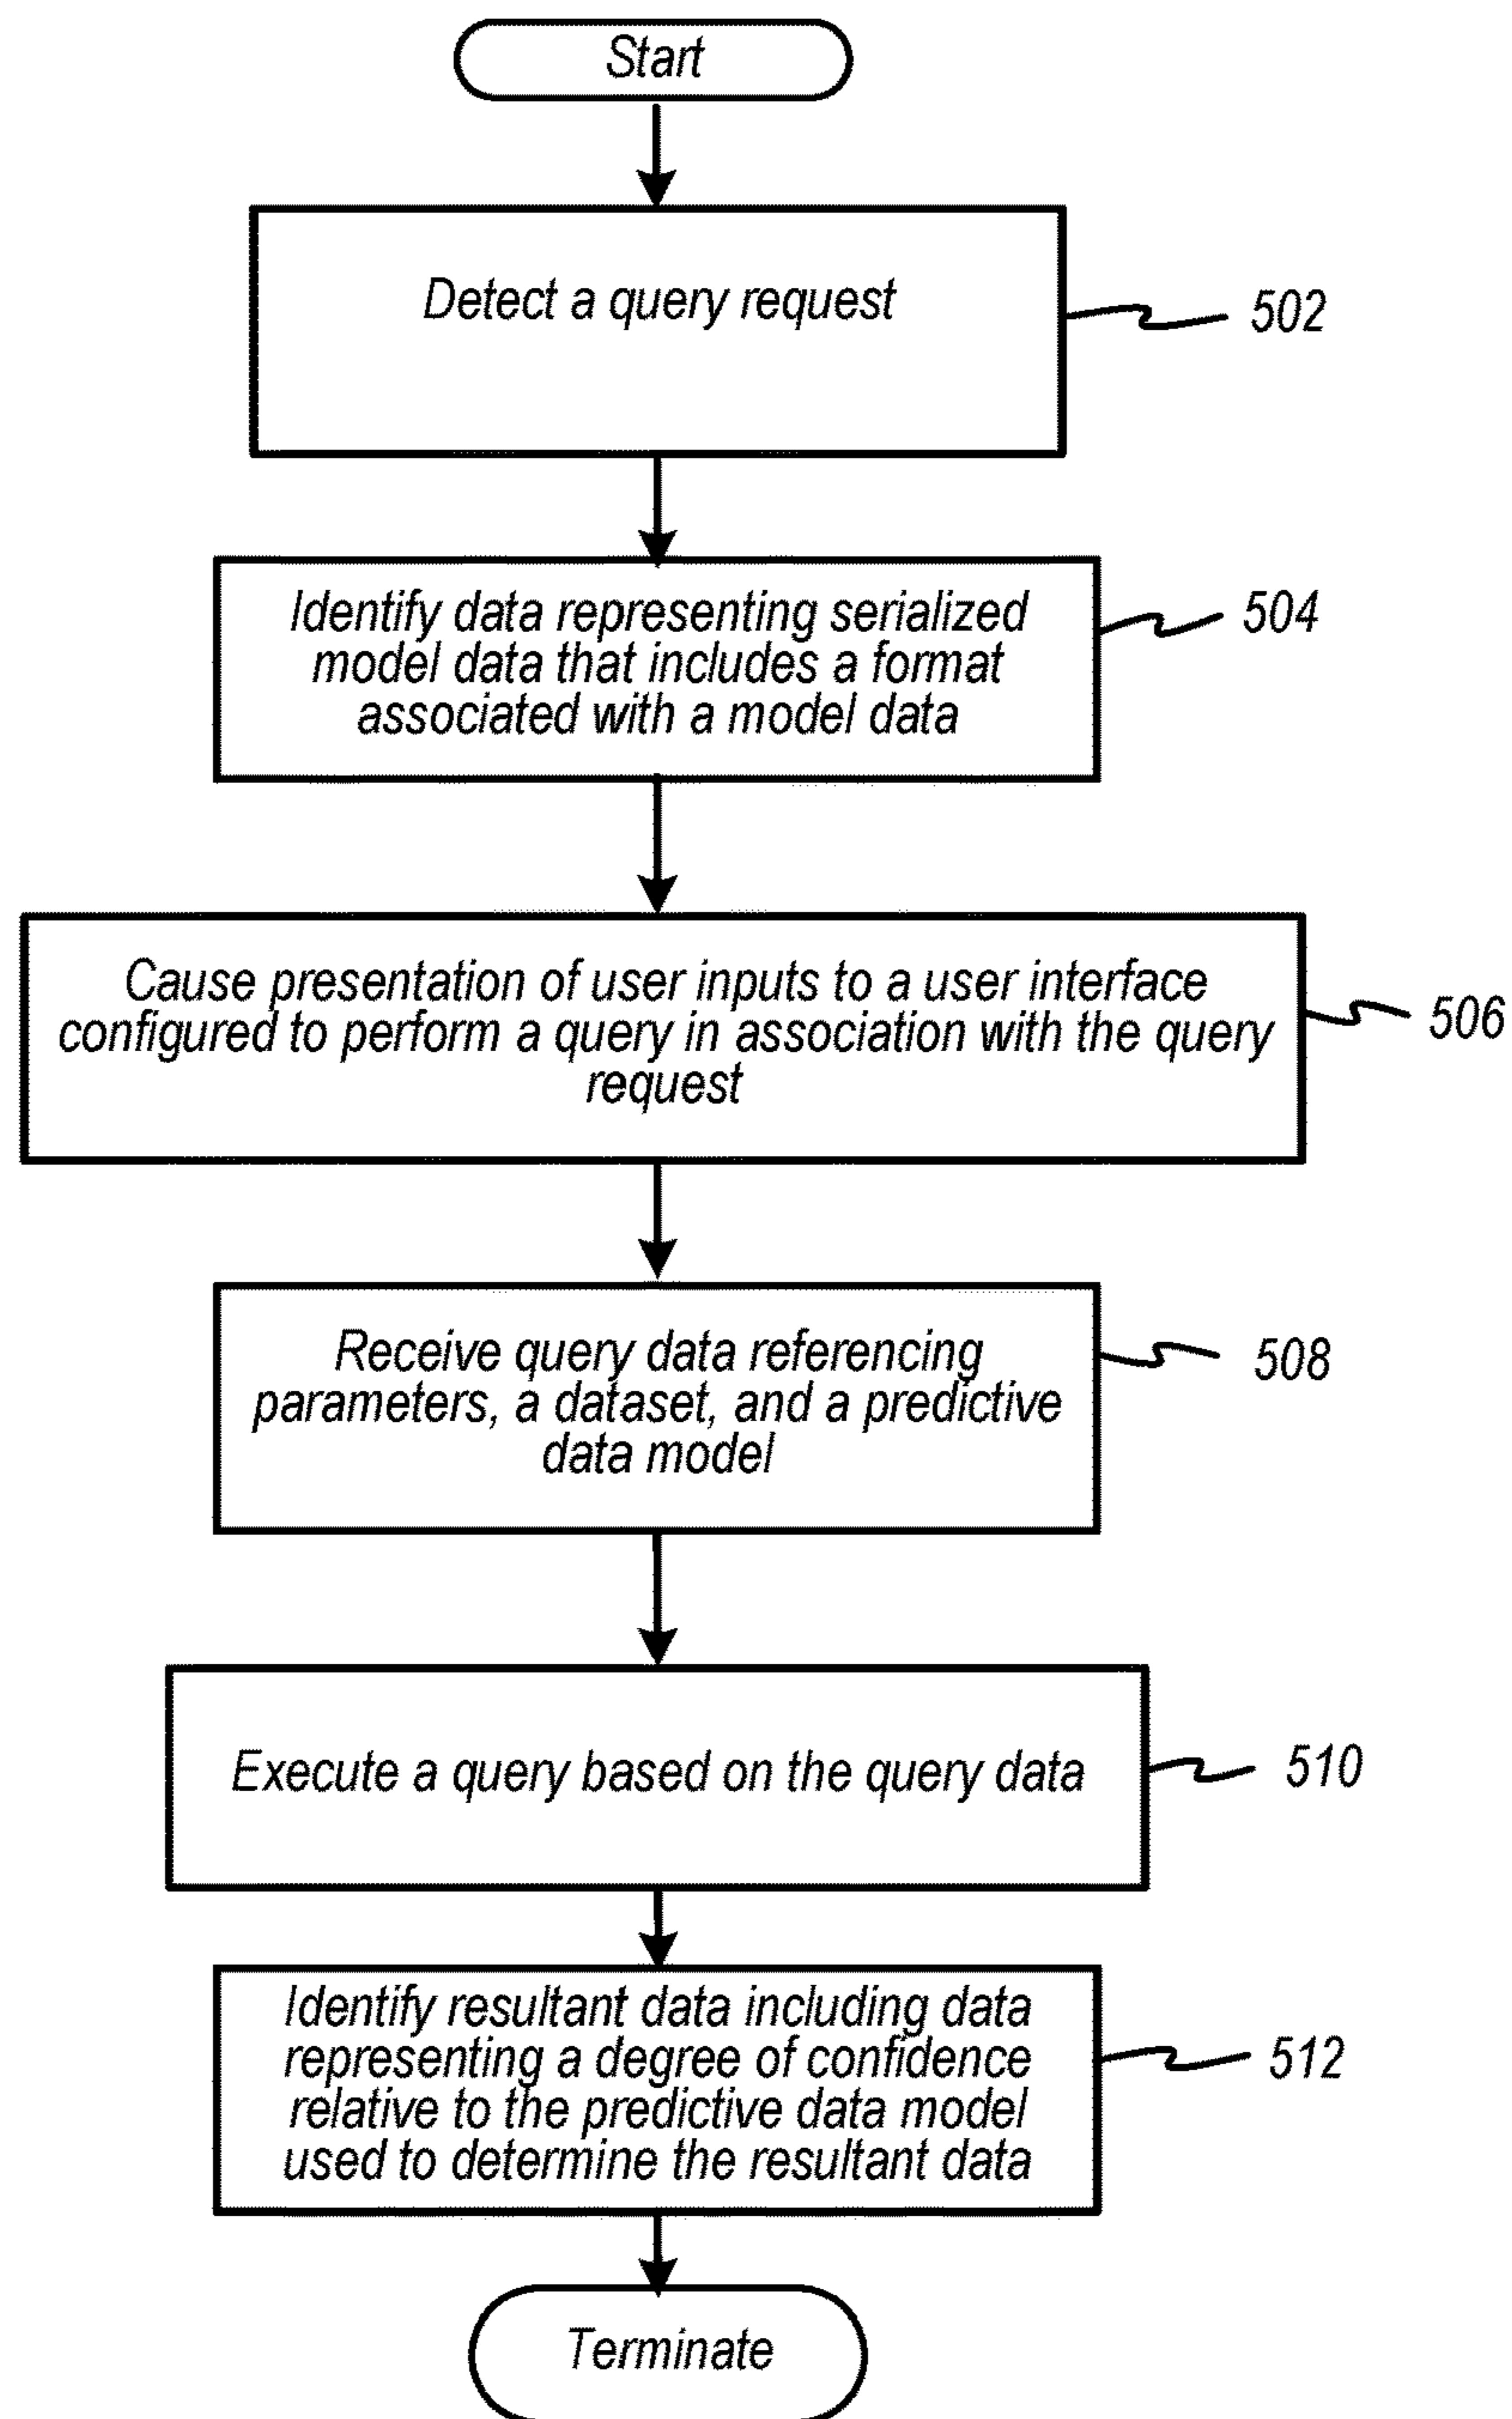 Start
Detect a query request
502
Identify data representing serialized
model data that includes a format
associated with a model data
504
Cause presentation of user inputs to a user interface
configured to perform a query in association with the query
request
506
Receive query data referencing
parameters, a dataset, and a predictive
data model
508
Execute a query based on the query data
510
Identify resultant data including data
representing a degree of confidence
relative to the predictive data model
used to determine the resultant data
512
Terminate